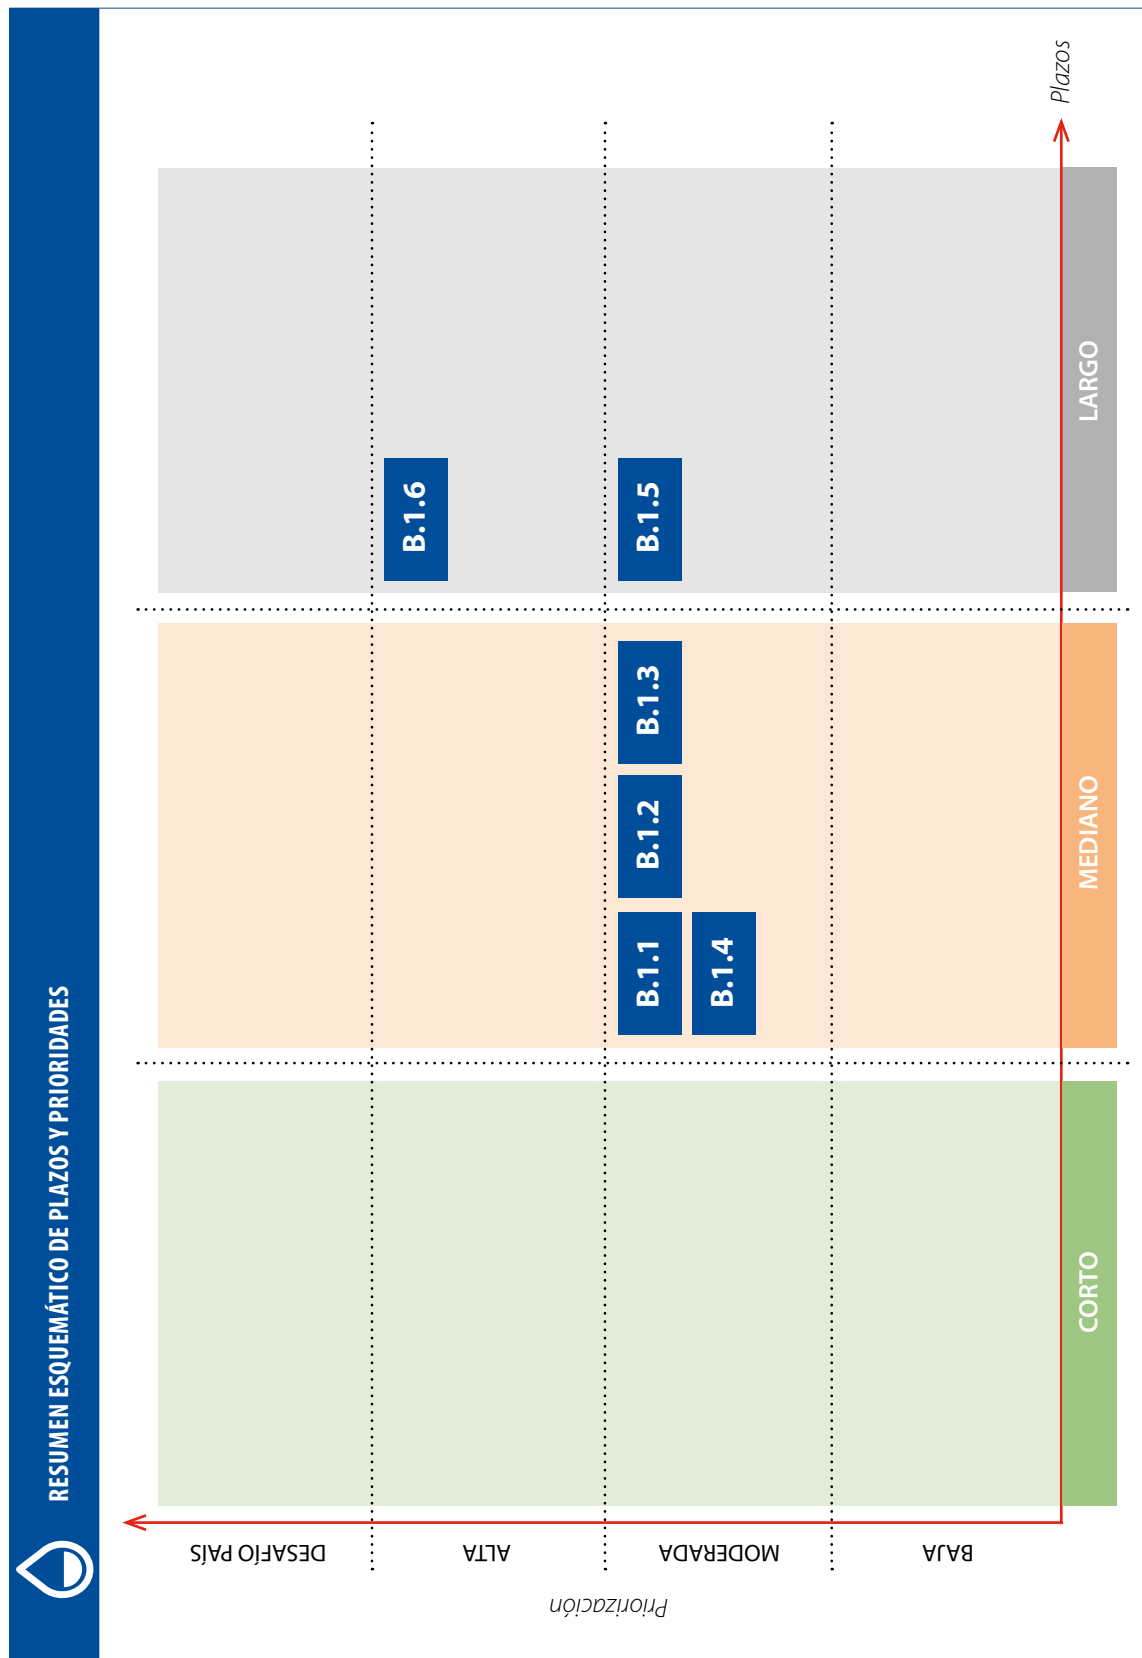 RESUMEN ESQUEMÁTICO DE PLAZOS Y PRIORIDADES
Priorización
DESAFÍO PAÍS
ALTA
B.1.6
MODERADA
B.1.1
B.1.2
B.1.3
B.1.5
B.1.4
BAJA
Plazos
CORTO
MEDIANO
LARGO